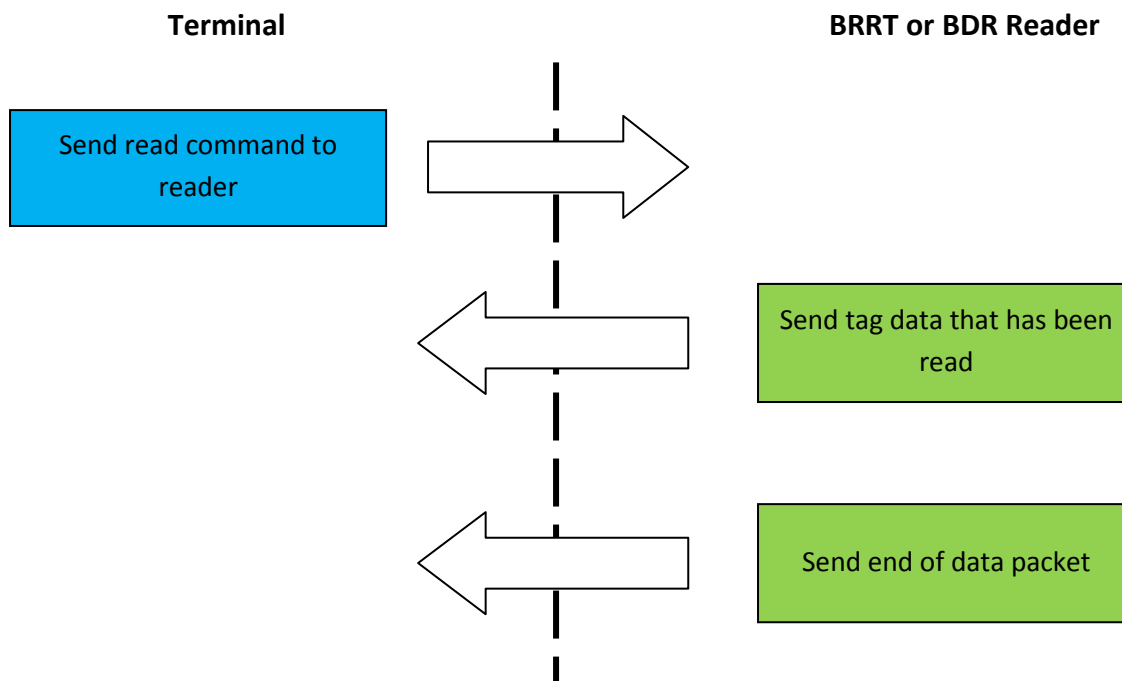 Terminal
BRRT or BDR Reader
Send read command to
reader
Send tag data that has been
read
Send end of data packet